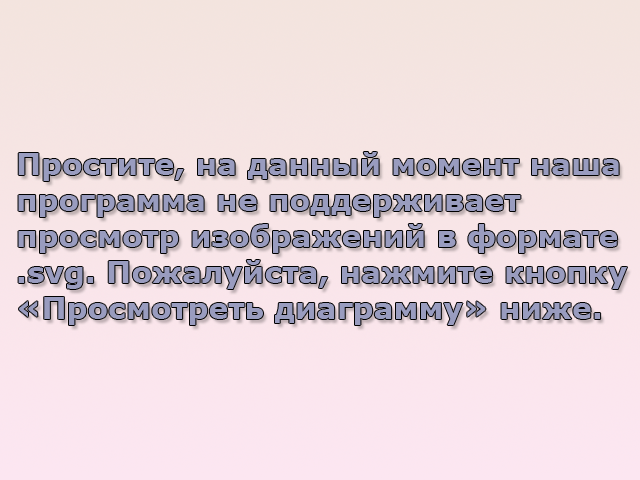 Простите, на данный момент наша
программа не поддерживает
просмотр изображений в формате
.svg. Пожалуйста, нажмите кнопку
«Просмотреть диаграмму» ниже.